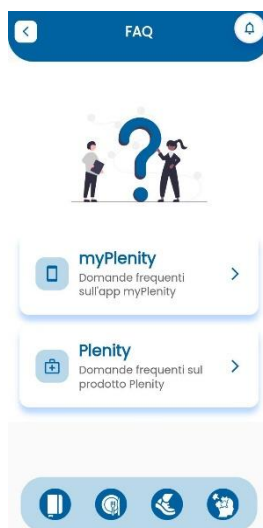 FAQ
myPlenity
Domande frequenti
sull'app myPlenity
Plenity
Domande frequenti sul
prodotto Plenity